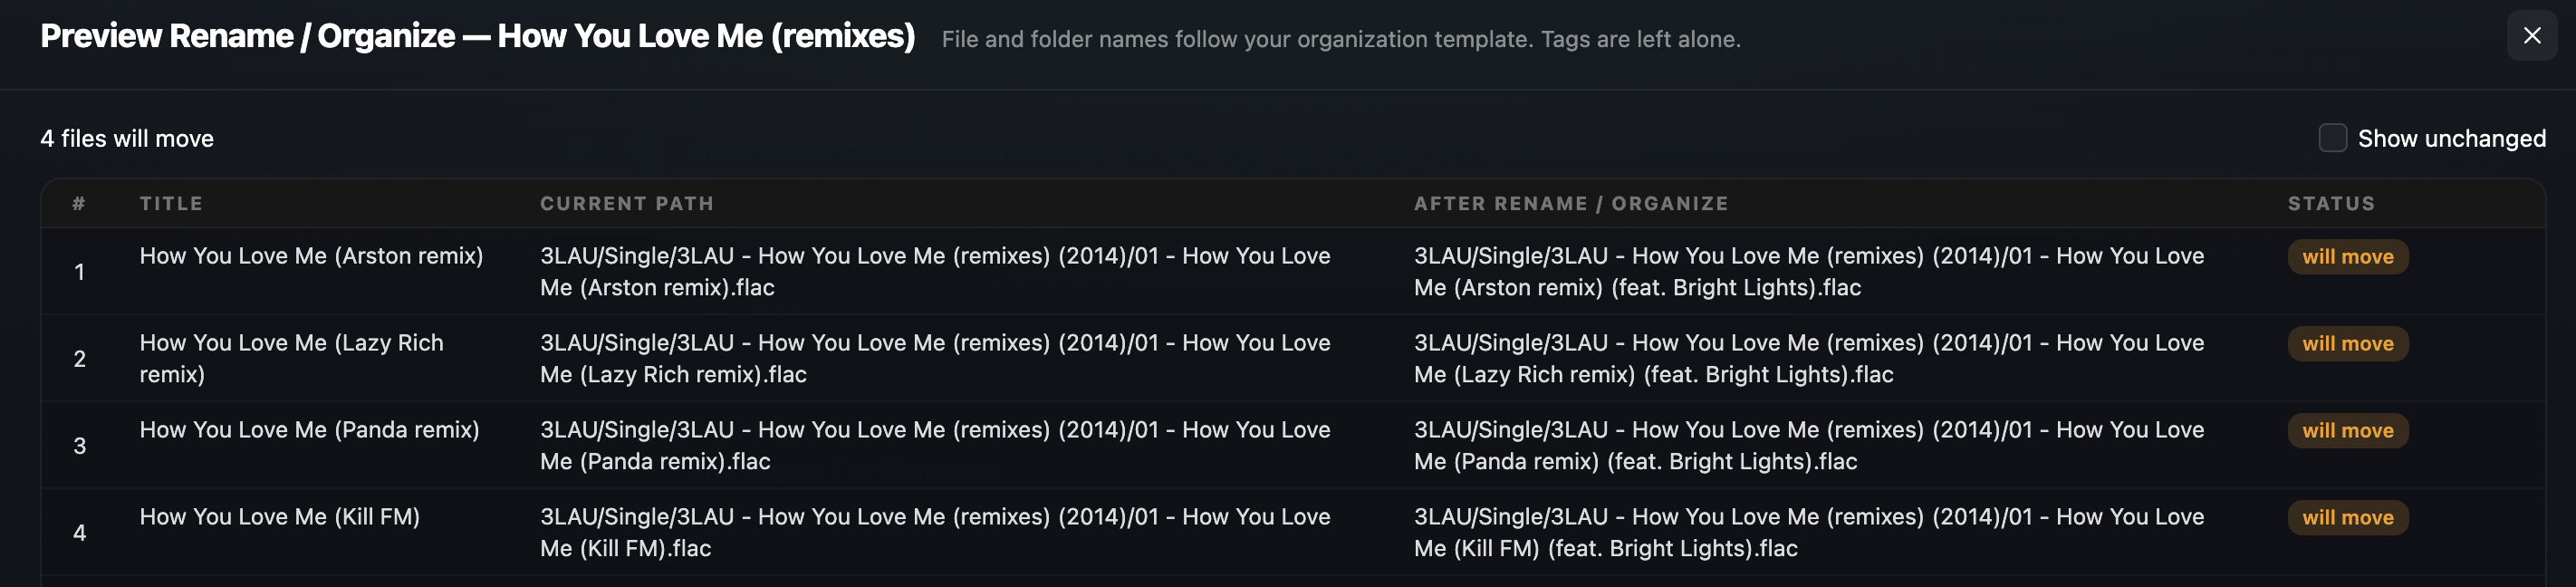 Preview Rename / Organize — How You Love Me (remixes) File and folder names follow your organization template. Tags are left alone.
4 files will move Show unchanged
# TITLE CURRENT PATH AFTER RENAME / ORGANIZE STATUS
1 How You Love Me (Arston remix) 3LAU/Single/3LAU - How You Love Me (remixes) (2014)/01 - How You Love 3LAU/Single/3LAU - How You Love Me (remixes) (2014)/01 - How You Love will move
Me (Arston remix).flac Me (Arston remix) (feat. Bright Lights).flac
2 How You Love Me (Lazy Rich 3LAU/Single/3LAU - How You Love Me (remixes) (2014)/01 - How You Love 3LAU/Single/3LAU - How You Love Me (remixes) (2014)/01 - How You Love will move
remix) Me (Lazy Rich remix).flac Me (Lazy Rich remix) (feat. Bright Lights).flac
3 How You Love Me (Panda remix) 3LAU/Single/3LAU - How You Love Me (remixes) (2014)/01 - How You Love 3LAU/Single/3LAU - How You Love Me (remixes) (2014)/01 - How You Love will move
Me (Panda remix).flac Me (Panda remix) (feat. Bright Lights).flac
4 How You Love Me (Kill FM) 3LAU/Single/3LAU - How You Love Me (remixes) (2014)/01 - How You Love 3LAU/Single/3LAU - How You Love Me (remixes) (2014)/01 - How You Love will move
Me (Kill FM).flac Me (Kill FM) (feat. Bright Lights).flac